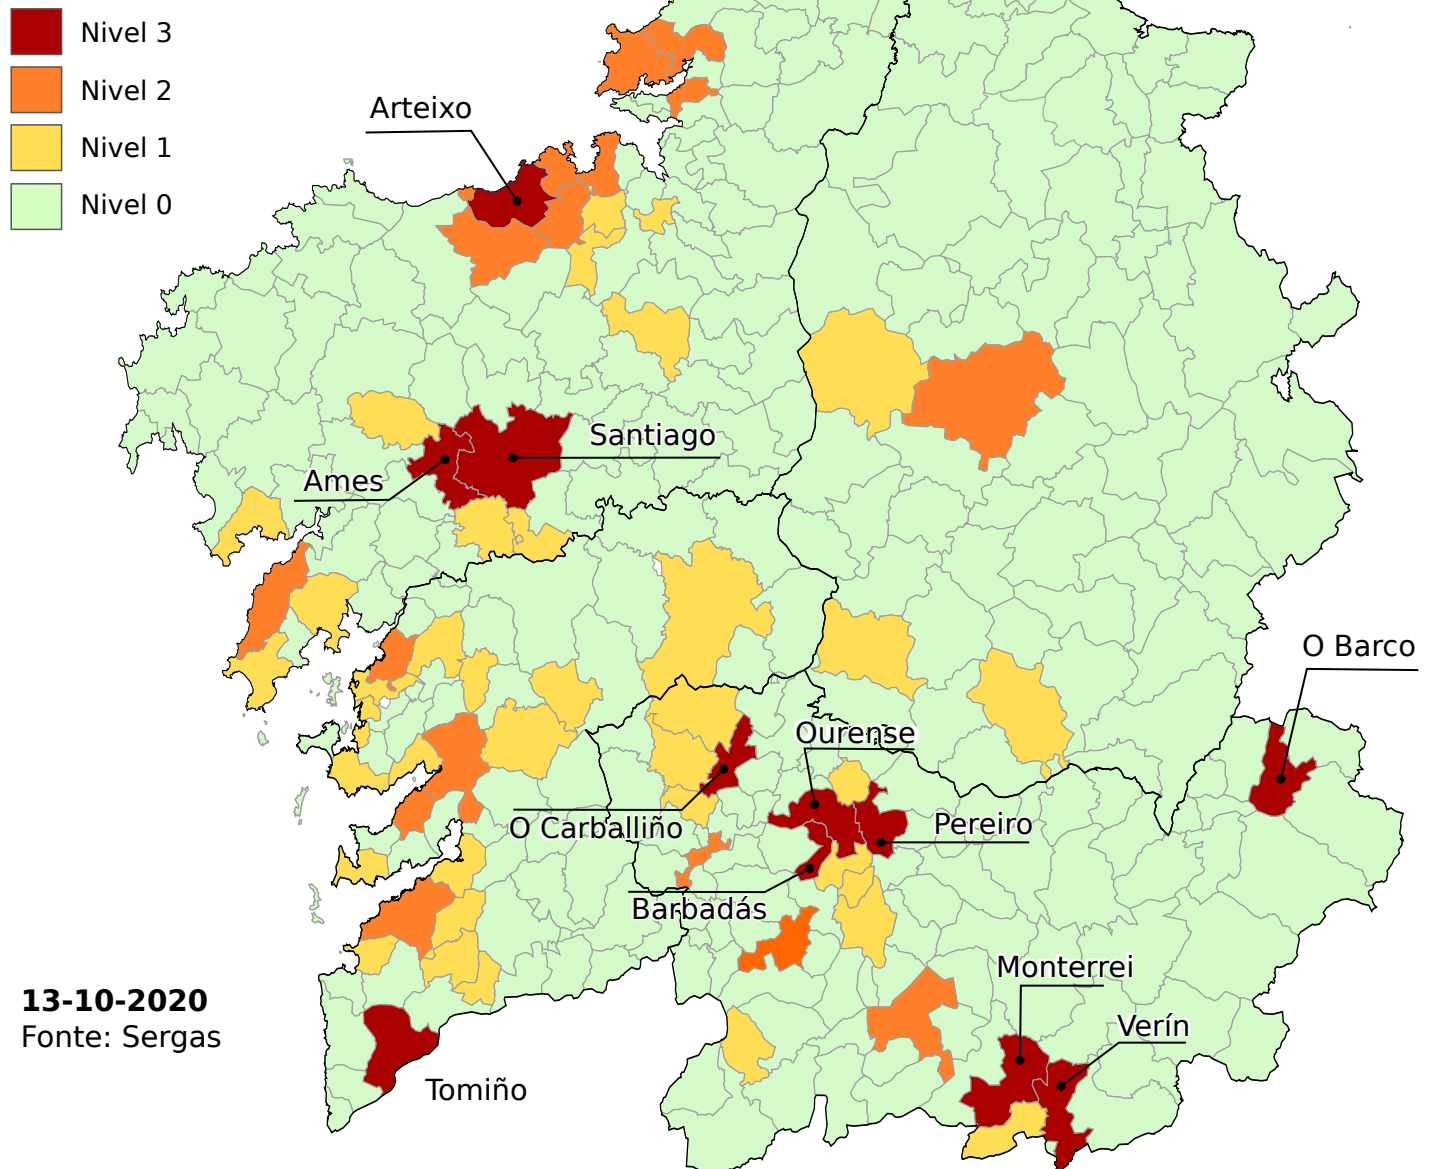 Nivel 3
Nivel 2
Nivel 1
Nivel 0
Arteixo
Santiago
Ames
O Barco
Ourense
O Carballiño
Pereiro
Barbadás
Monterrei
Verín
13-10-2020
Fonte: Sergas
Tomiño